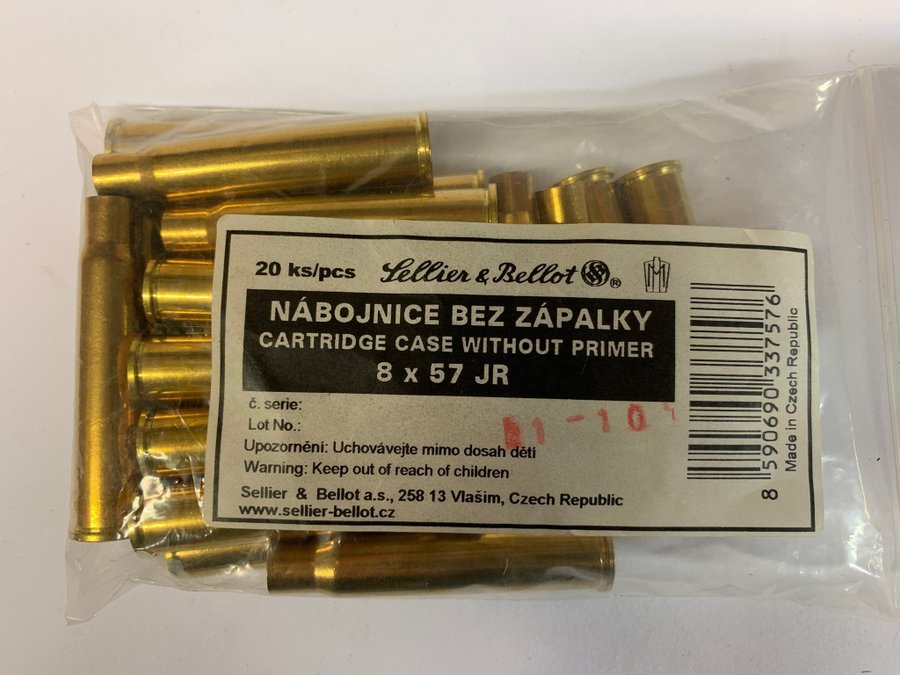 20 ks/pcs Sellier & Bellot ®
NÁBOJNICE BEZ ZÁPALKY
CARTRIDGE CASE WITHOUT PRIMER
8 x 57 JR
č. serie:
Lot No.:
Upozornění: Uchovávejte mimo dosah dětí
Warning: Keep out of reach of children
Sellier & Bellot a.s., 258 13 Vlašim, Czech Republic
www.sellier-bellot.cz
8 590690 337576
Made in Czech Republic